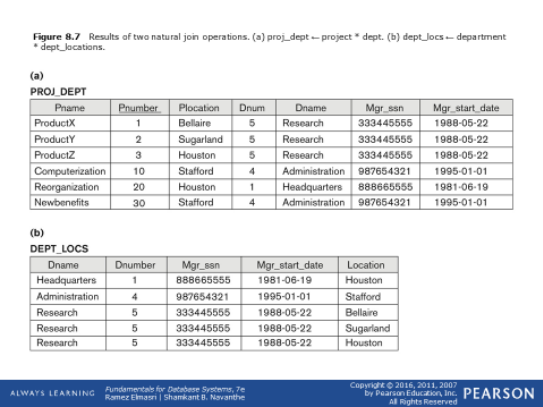 Figure 8.7 Results of two natural join operations. (a) proj_dept ← project * dept. (b) dept_locs ← department
* dept_locations.
(a)
PROJ_DEPT
Pname Pnumber Plocation Dnum Dname Mgr_ssn Mgr_start_date
ProductX 1 Bellaire 5 Research 333445555 1988-05-22
ProductY 2 Sugarland 5 Research 333445555 1988-05-22
ProductZ 3 Houston 5 Research 333445555 1988-05-22
Computerization 10 Stafford 4 Administration 987654321 1995-01-01
Reorganization 20 Houston 1 Headquarters 888665555 1981-06-19
Newbenefits 30 Stafford 4 Administration 987654321 1995-01-01
(b)
DEPT_LOCS
Dname Dnumber Mgr_ssn Mgr_start_date Location
Headquarters 1 888665555 1981-06-19 Houston
Administration 4 987654321 1995-01-01 Stafford
Research 5 333445555 1988-05-22 Bellaire
Research 5 333445555 1988-05-22 Sugarland
Research 5 333445555 1988-05-22 Houston
ALWAYS LEARNING
Fundamentals for Database Systems, 7e
Ramez Elmasri | Shamkant B. Navanthe
Copyright © 2016, 2011, 2007
by Pearson Education, Inc.
All Rights Reserved
PEARSON